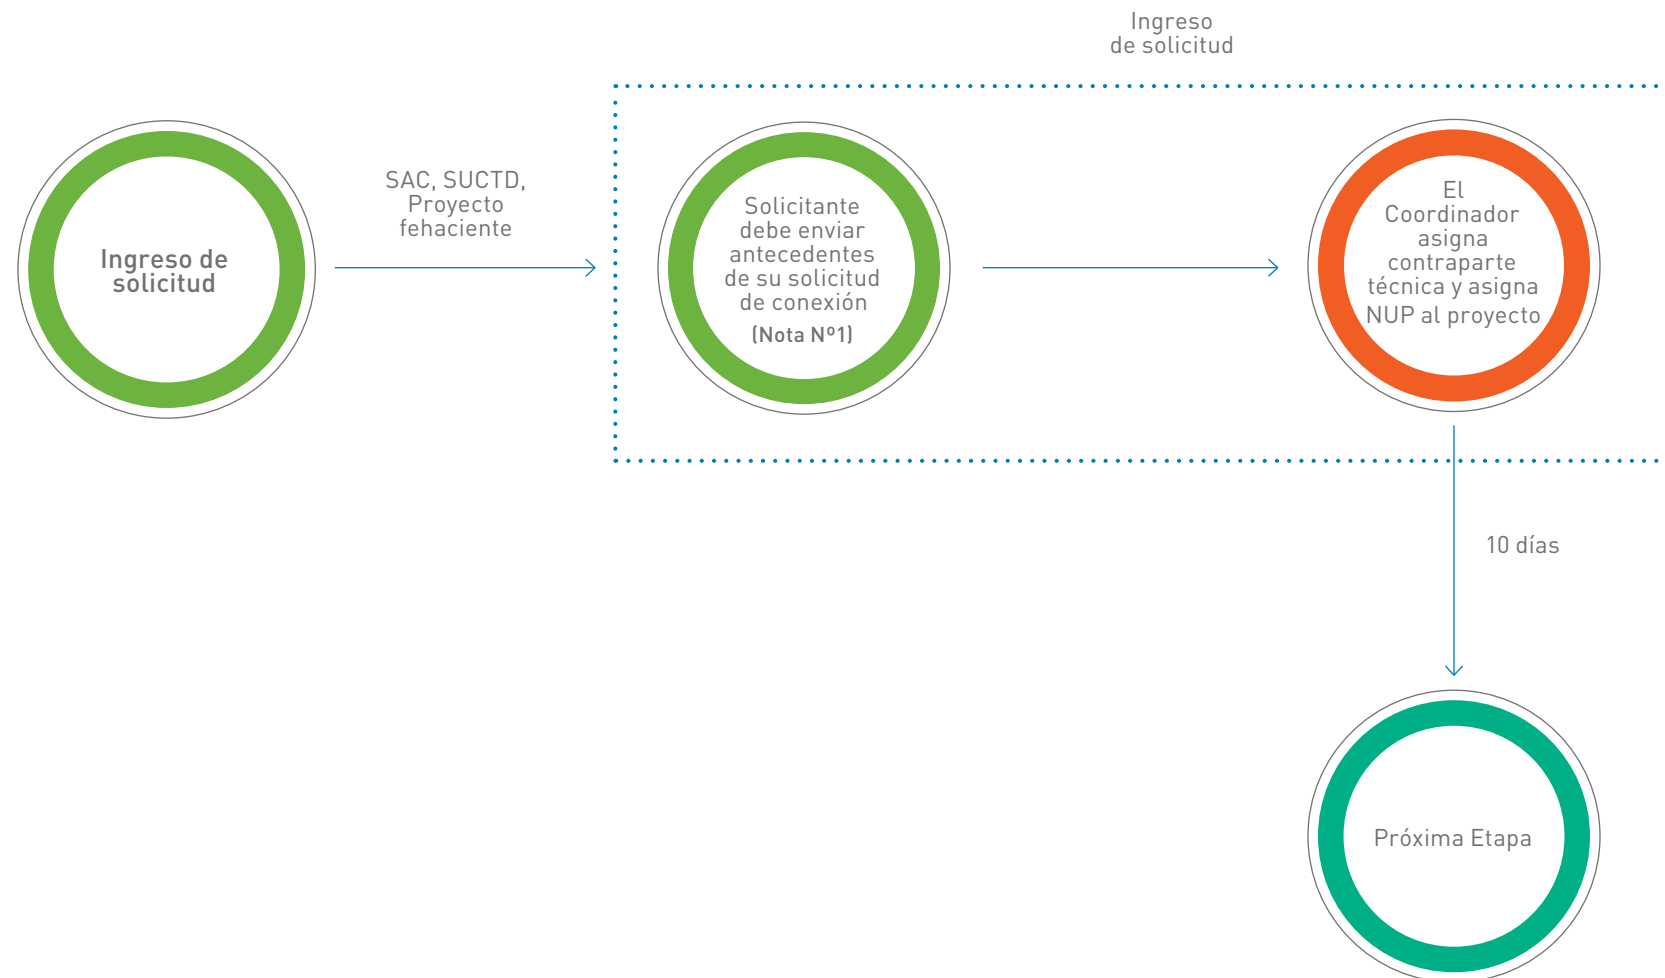 Ingreso
de solicitud
Ingreso de
solicitud
SAC, SUCTD,
Proyecto
fehaciente
Solicitante
debe enviar
antecedentes
de su solicitud
de conexión
(Nota Nº1)
El
Coordinador
asigna
contraparte
técnica y asigna
NUP al proyecto
10 días
Próxima Etapa